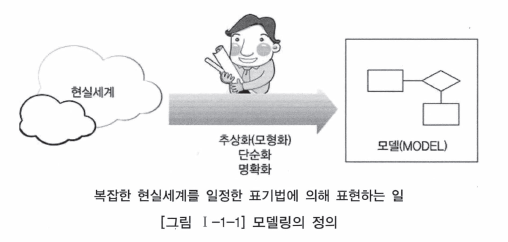 현실세계
추상화(모형화)
단순화
명확화
모델(MODEL)
복잡한 현실세계를 일정한 표기법에 의해 표현하는 일
[그림 Ⅰ-1-1] 모델링의 정의